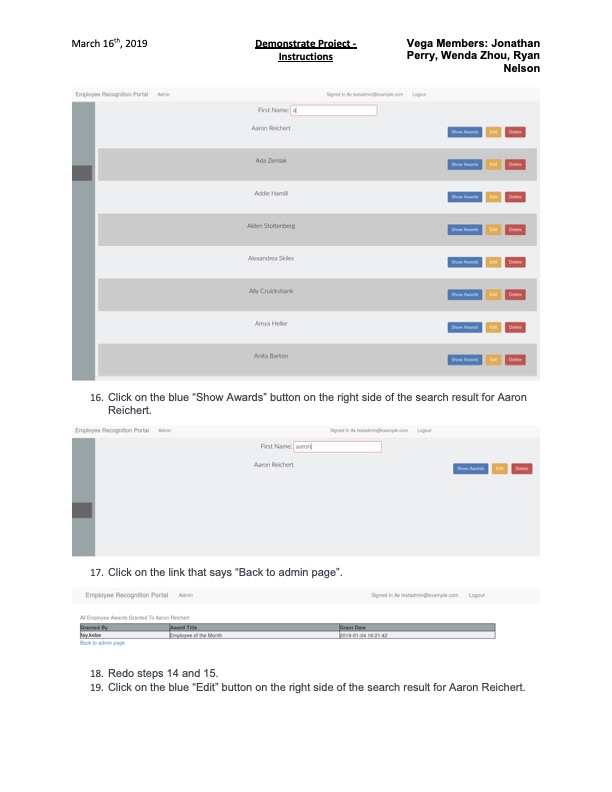 March 16th, 2019
Demonstrate Project -
Instructions
Vega Members: Jonathan
Perry, Wenda Zhou, Ryan
Nelson
Employee Recognition Portal Admin Signed In As testadmin@example.com Logout
First Name: a
Aaron Reichert Show Awards Edit Delete
Ada Zemlak Show Awards Edit Delete
Addie Hamill Show Awards Edit Delete
Alden Stoltenberg Show Awards Edit Delete
Alexandrea Skiles Show Awards Edit Delete
Ally Cruickshank Show Awards Edit Delete
Amya Heller Show Awards Edit Delete
Anita Barton Show Awards Edit Delete
16. Click on the blue “Show Awards” button on the right side of the search result for Aaron
Reichert.
Employee Recognition Portal Admin Signed In As testadmin@example.com Logout
First Name: aaron
Aaron Reichert Show Awards Edit Delete
17. Click on the link that says “Back to admin page”.
Employee Recognition Portal Admin Signed In As testadmin@example.com Logout
All Employee Awards Granted To Aaron Reichert
Granted By Award Title Grant Date
fay.kobe Employee of the Month 2019-01-04 16:21:42
Back to admin page
18. Redo steps 14 and 15.
19. Click on the blue “Edit” button on the right side of the search result for Aaron Reichert.